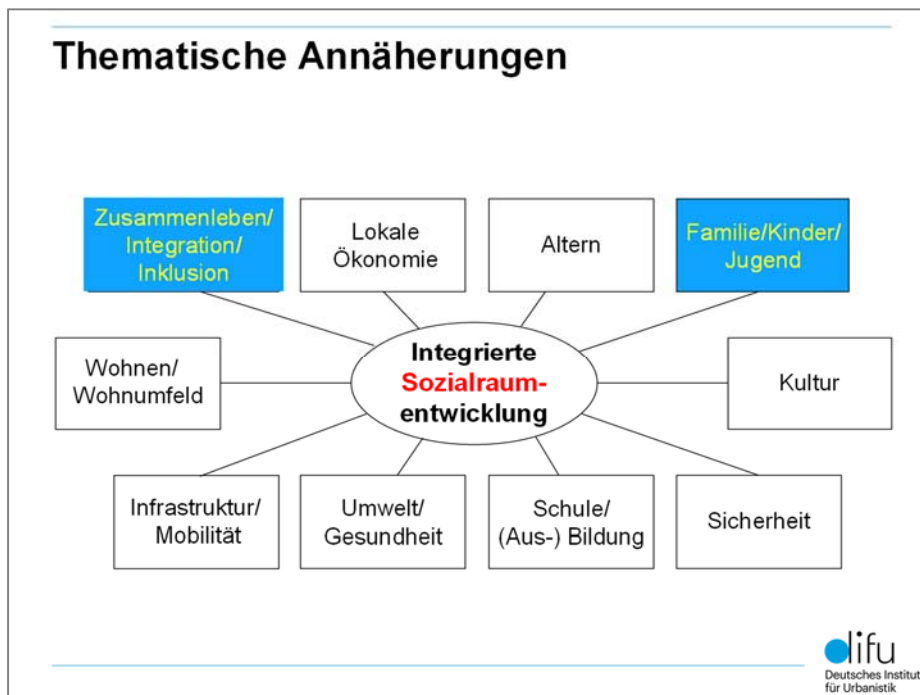 Thematische Annäherungen
Zusammenleben/
Integration/
Inklusion
Lokale
Ökonomie
Altern
Familie/Kinder/
Jugend
Wohnen/
Wohnumfeld
Integrierte
Sozialraum-
entwicklung
Kultur
Infrastruktur/
Mobilität
Umwelt/
Gesundheit
Schule/
(Aus-) Bildung
Sicherheit
difu
Deutsches Institut
für Urbanistik